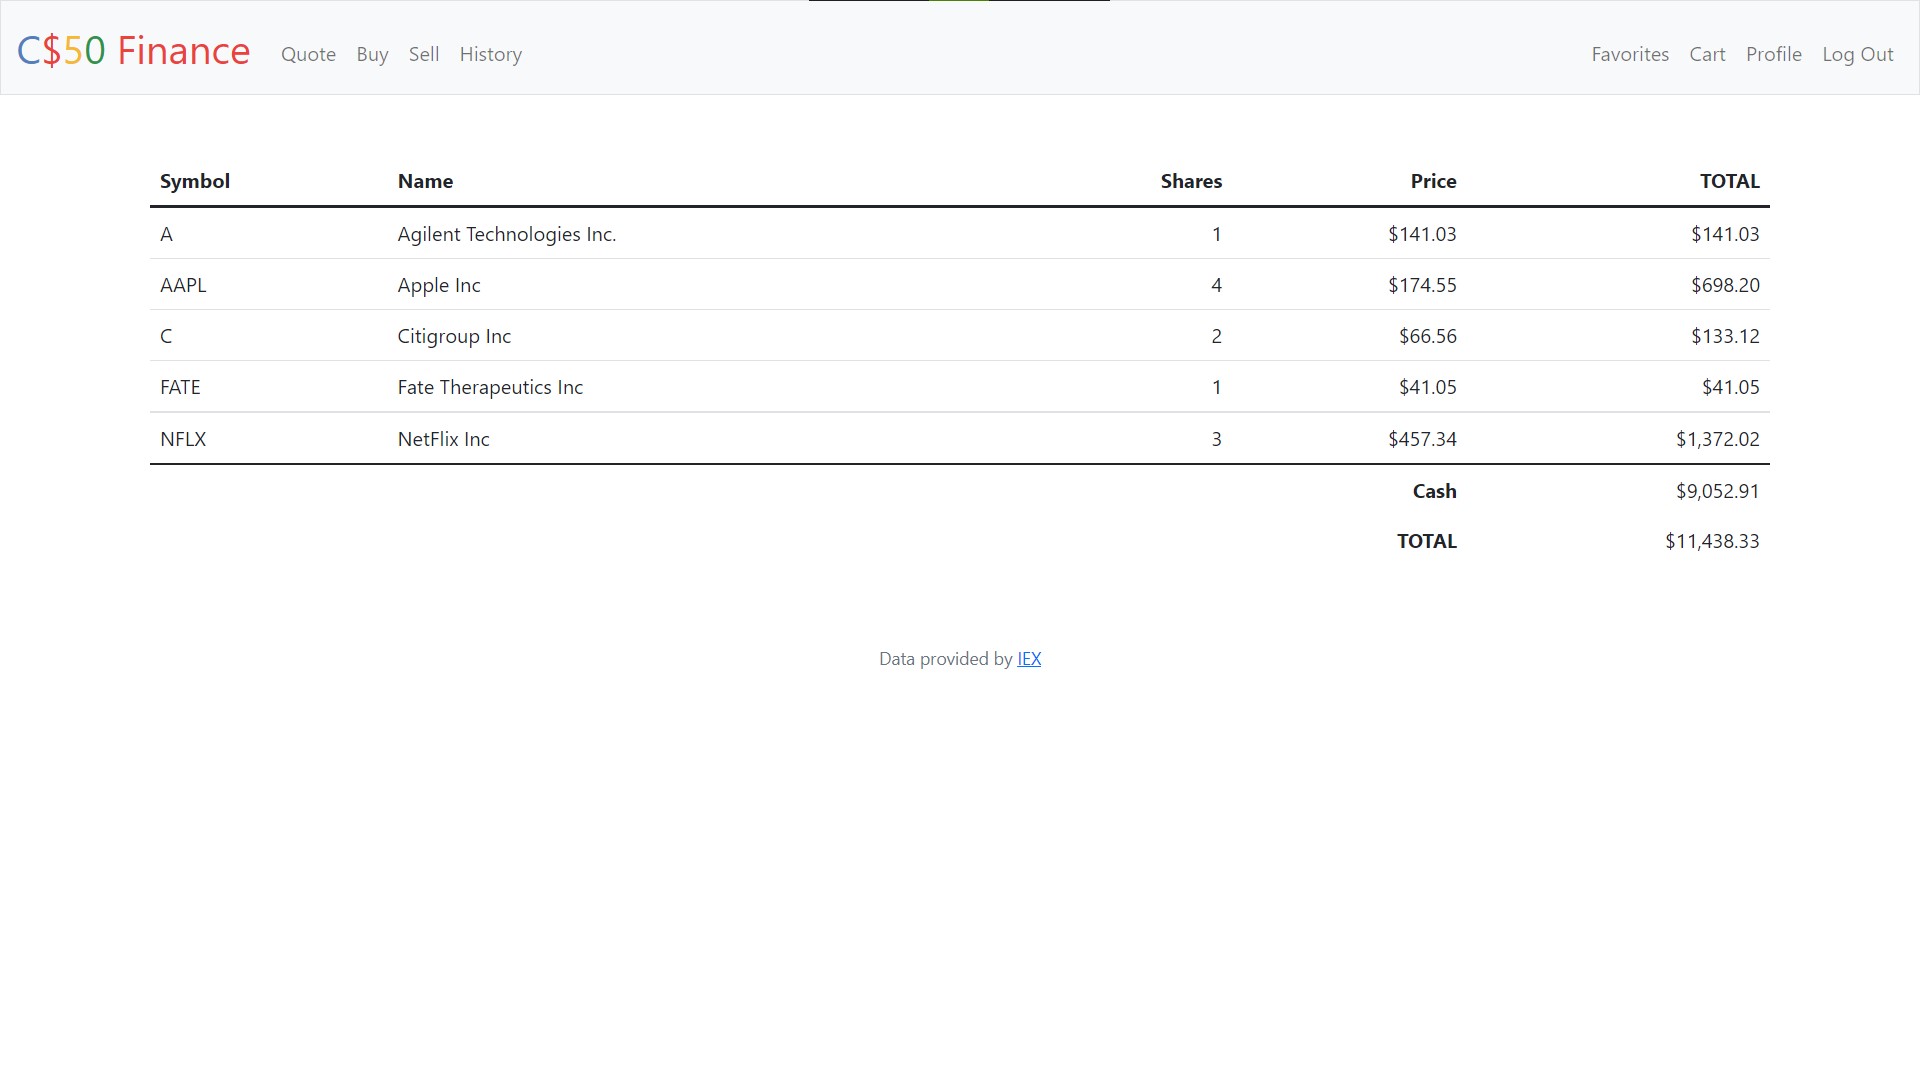 C$50 Finance Quote Buy Sell History Favorites Cart Profile Log Out
Symbol Name Shares Price TOTAL
A Agilent Technologies Inc. 1 $141.03 $141.03
AAPL Apple Inc 4 $174.55 $698.20
C Citigroup Inc 2 $66.56 $133.12
FATE Fate Therapeutics Inc 1 $41.05 $41.05
NFLX NetFlix Inc 3 $457.34 $1,372.02
Cash $9,052.91
TOTAL $11,438.33
Data provided by IEX